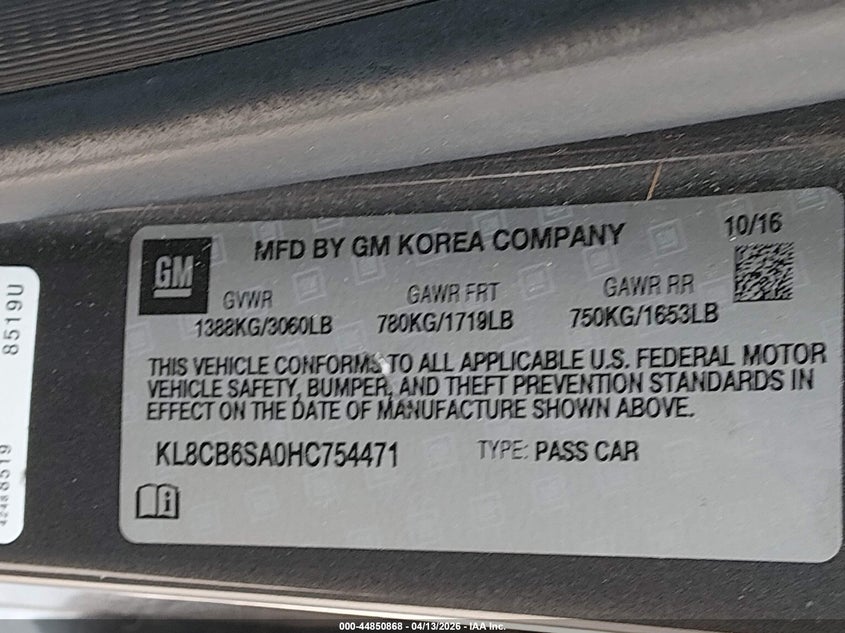 MFD BY GM KOREA COMPANY
10/16
GM
GVWR
GAWR FRT
GAWR RR
1388KG/3060LB
780KG/1719LB
750KG/1653LB
THIS VEHICLE CONFORMS TO ALL APPLICABLE U.S. FEDERAL MOTOR
VEHICLE SAFETY, BUMPER, AND THEFT PREVENTION STANDARDS IN
EFFECT ON THE DATE OF MANUFACTURE SHOWN ABOVE.
KL8CB6SA0HC754471
TYPE: PASS CAR
8519U
42488519
000-44850868 - 04/13/2026 - IAA Inc.